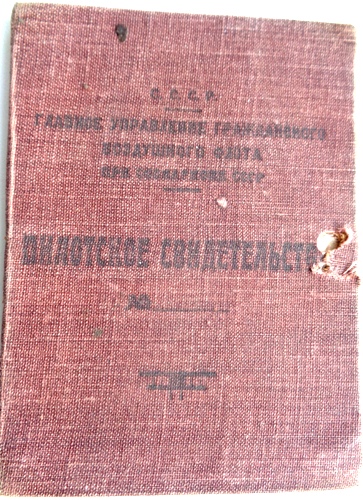 С. С. С. Р.
ГЛАВНОЕ УПРАВЛЕНИЕ ГРАЖДАНСКОГО
ВОЗДУШНОГО ФЛОТА
ПРИ СОВНАРКОМЕ СССР
ПИЛОТСКОЕ СВИДЕТЕЛЬСТ
№